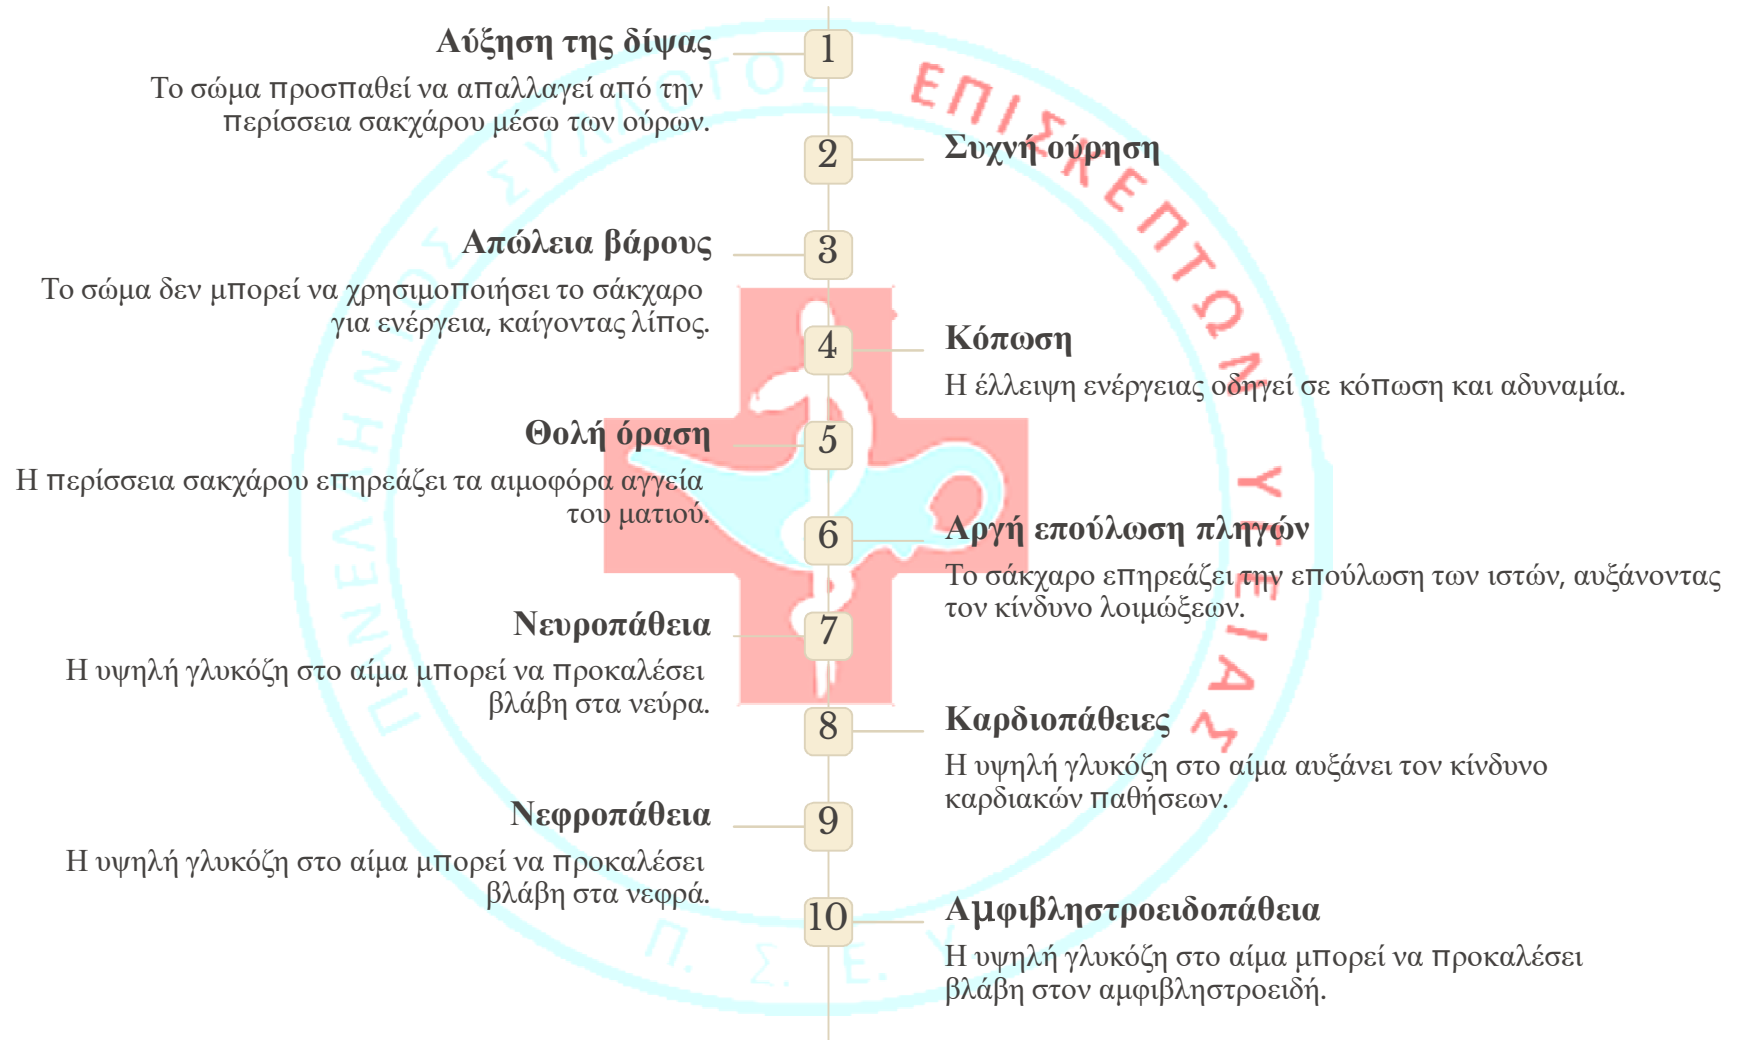 1
Αύξηση της δίψας
Το σώμα προσπαθεί να απαλλαγεί από την
περίσσεια σακχάρου μέσω των ούρων.
2
Συχνή ούρηση
3
Απώλεια βάρους
Το σώμα δεν μπορεί να χρησιμοποιήσει το σάκχαρο
για ενέργεια, καίγοντας λίπος.
4
Κόπωση
Η έλλειψη ενέργειας οδηγεί σε κόπωση και αδυναμία.
5
Θολή όραση
Η περίσσεια σακχάρου επηρεάζει τα αιμοφόρα αγγεία
του ματιού.
6
Αργή επούλωση πληγών
Το σάκχαρο επηρεάζει την επούλωση των ιστών, αυξάνοντας
τον κίνδυνο λοιμώξεων.
7
Νευροπάθεια
Η υψηλή γλυκόζη στο αίμα μπορεί να προκαλέσει
βλάβη στα νεύρα.
8
Καρδιοπάθειες
Η υψηλή γλυκόζη στο αίμα αυξάνει τον κίνδυνο
καρδιακών παθήσεων.
9
Νεφροπάθεια
Η υψηλή γλυκόζη στο αίμα μπορεί να προκαλέσει
βλάβη στα νεφρά.
10
Αμφιβληστροειδοπάθεια
Η υψηλή γλυκόζη στο αίμα μπορεί να προκαλέσει
βλάβη στον αμφιβληστροειδή.
ΠΑΝΕΛΛΗΝΙΟΣ ΣΥΛΛΟΓΟΣ ΕΠΙΣΚΕΠΤΩΝ ΥΓΕΙΑΣ
Π. Σ. Ε. Υ.